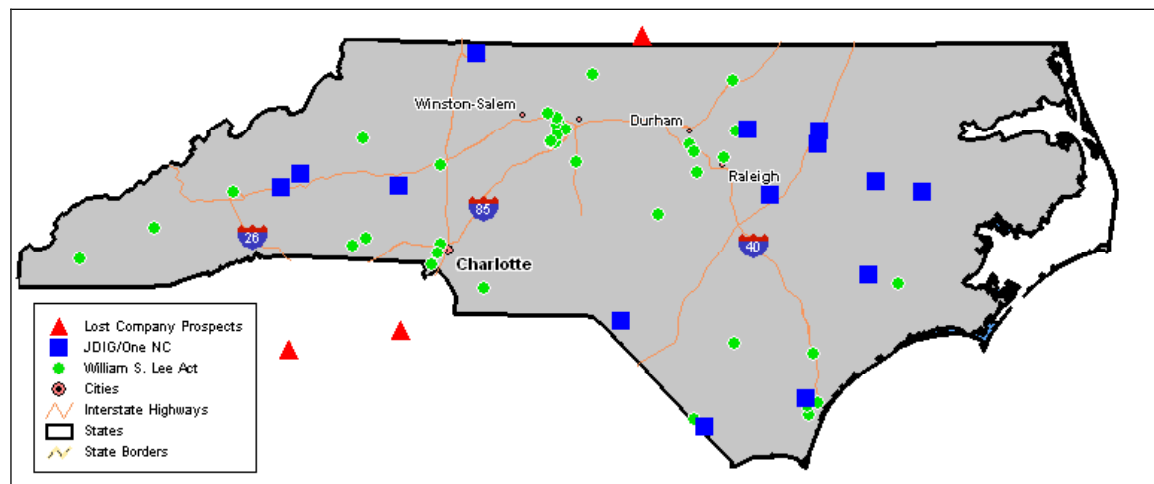 Winston-Salem
Durham
Raleigh
85
26
40
Charlotte
Lost Company Prospects
JDIG/One NC
William S. Lee Act
Cities
Interstate Highways
States
State Borders